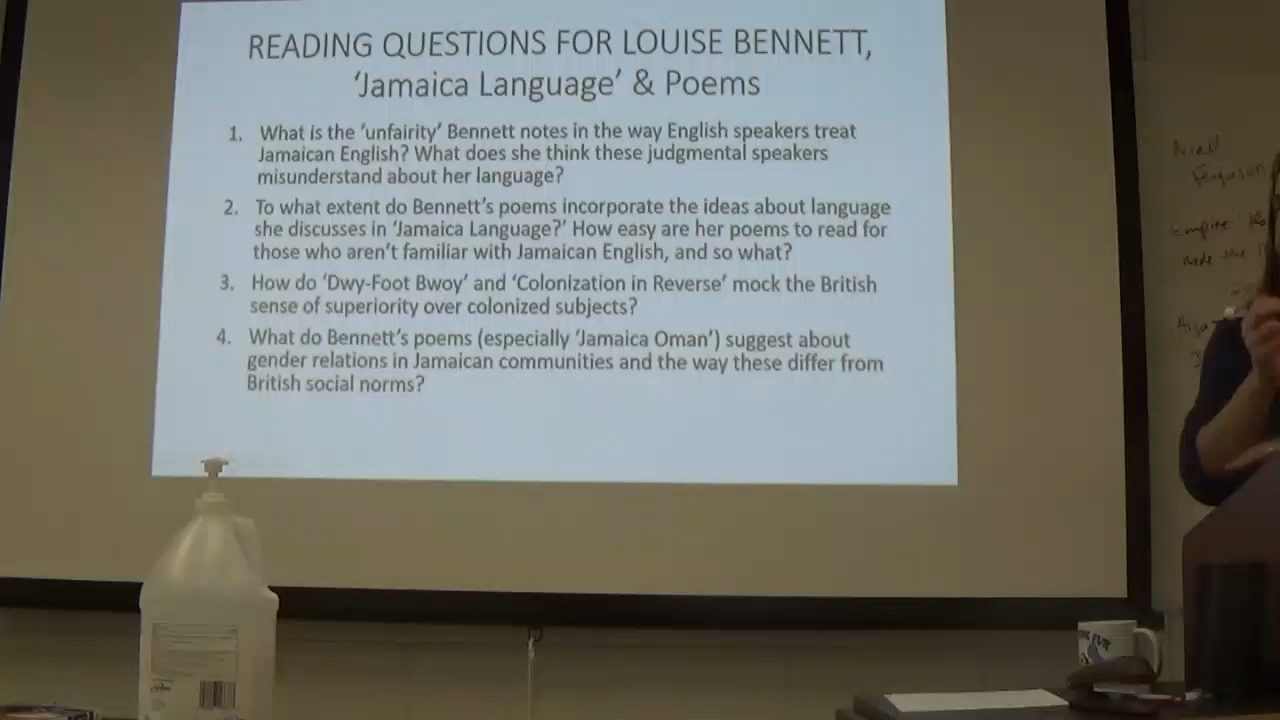 READING QUESTIONS FOR LOUISE BENNETT,
‘Jamaica Language’ & Poems
1. What is the ‘unfairity’ Bennett notes in the way English speakers treat
Jamaican English? What does she think these judgmental speakers
misunderstand about her language?
2. To what extent do Bennett’s poems incorporate the ideas about language
she discusses in ‘Jamaica Language?’ How easy are her poems to read for
those who aren’t familiar with Jamaican English, and so what?
3. How do ‘Dwy-Foot Bwoy’ and ‘Colonization in Reverse’ mock the British
sense of superiority over colonized subjects?
4. What do Bennett’s poems (especially ‘Jamaica Oman’) suggest about
gender relations in Jamaican communities and the way these differ from
British social norms?
Niall
Ferguson
Empire
made the